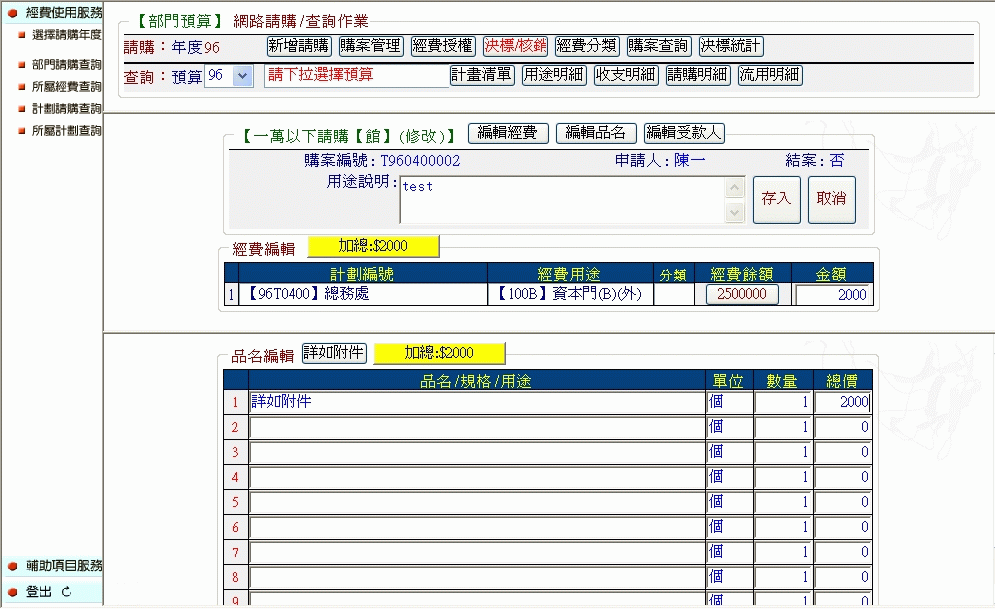 經費使用服務
選擇請購年度
部門請購查詢
所屬經費查詢
計劃請購查詢
所屬計劃查詢
輔助項目服務
登出
【部門預算】 網路請購/查詢作業
請購：年度96 新增請購 購案管理 經費授權 決標/核銷 經費分類 購案查詢 決標統計
查詢：預算 96 請下拉選擇預算 計畫清單 用途明細 收支明細 請購明細 流用明細
【一萬以下請購【館】(修改)】 編輯經費 編輯品名 編輯受款人
購案編號：T960400002 申請人：陳一 結案：否
用途說明： test 存入 取消
經費編輯 加總:$2000
計劃編號 經費用途 分類 經費餘額 金額
1 【96T0400】總務處 【100B】資本門(B)(外) 2500000 2000
品名編輯 詳如附件 加總:$2000
品名/規格/用途 單位 數量 總價
1 詳如附件 個 1 2000
2 個 1 0
3 個 1 0
4 個 1 0
5 個 1 0
6 個 1 0
7 個 1 0
8 個 1 0
9 個 1 0